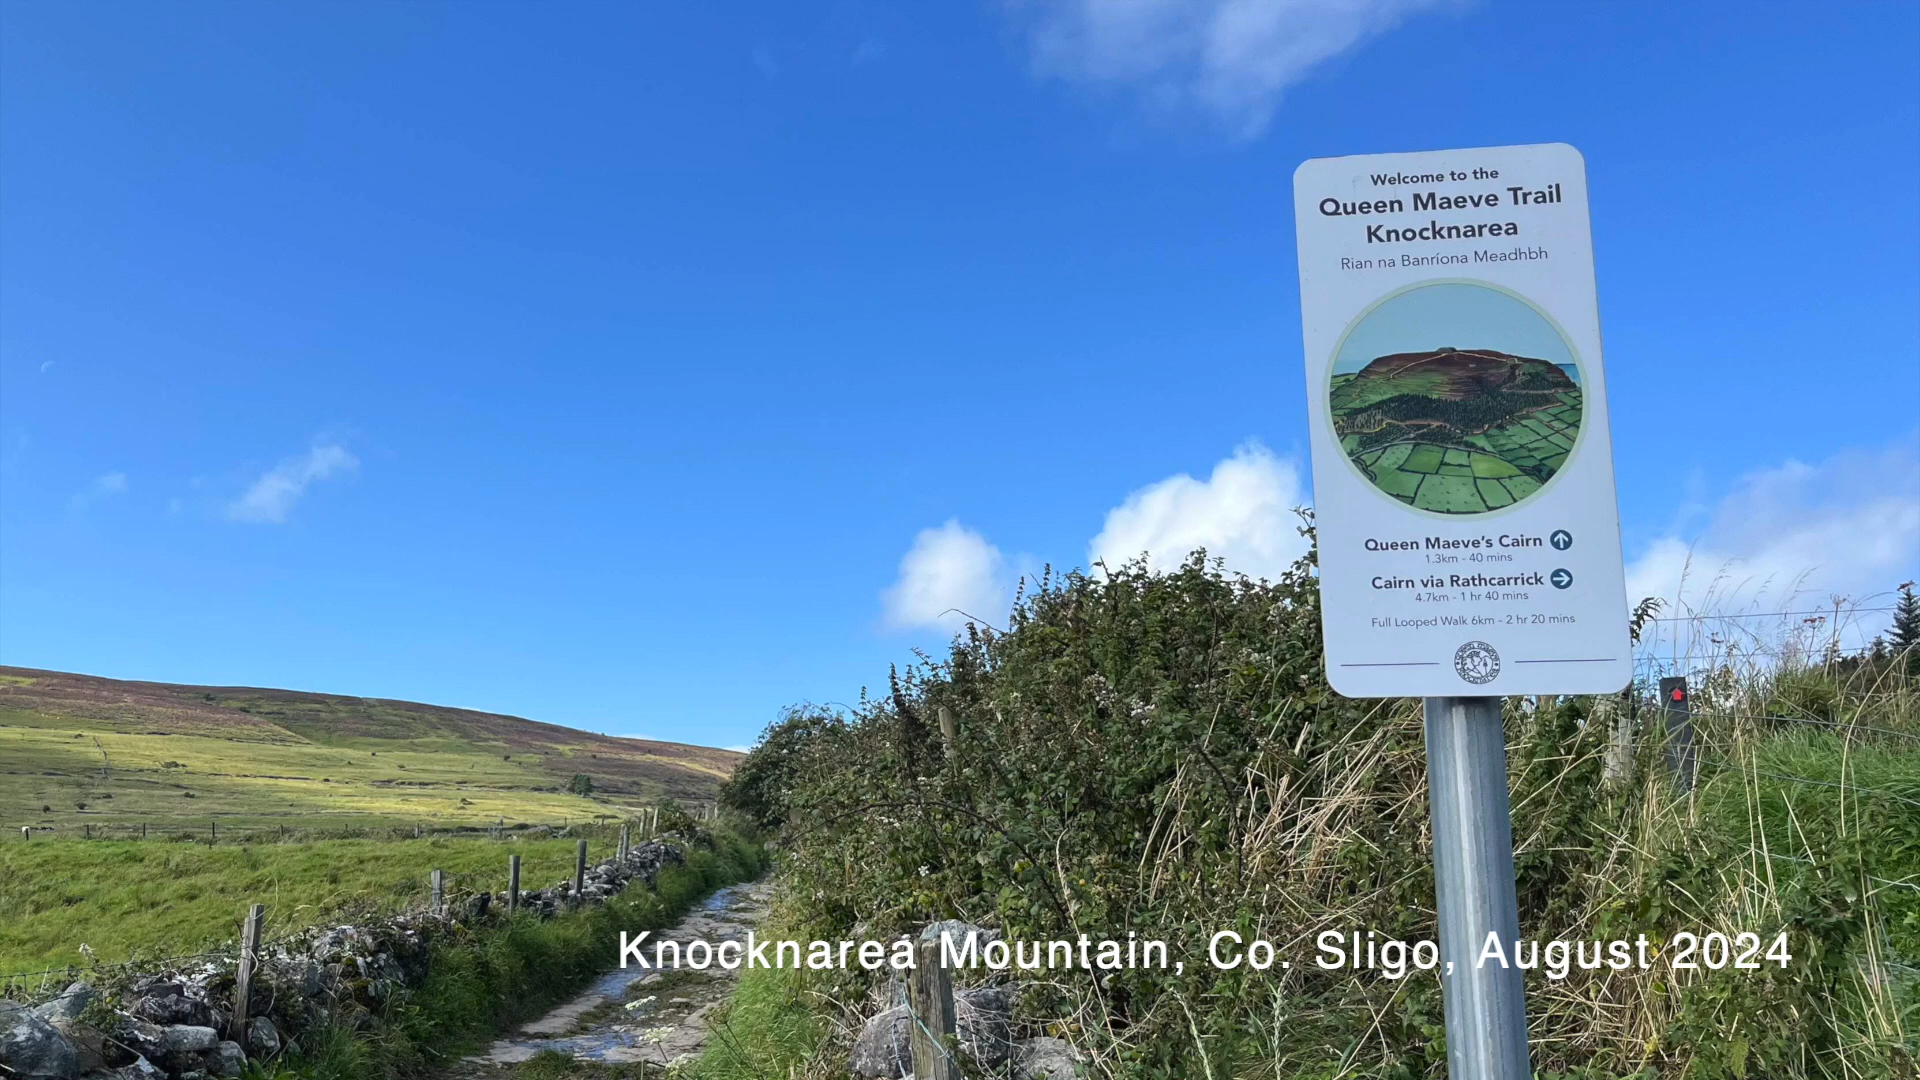 Welcome to the
Queen Maeve Trail
Knocknarea
Rian na Banríona Meadhbh
Queen Maeve's Cairn
1.3km - 40 mins
Cairn via Rathcarrick
4.7km - 1 hr 40 mins
Full Looped Walk 6km - 2 hr 20 mins
Knocknarea Mountain, Co. Sligo, August 2024